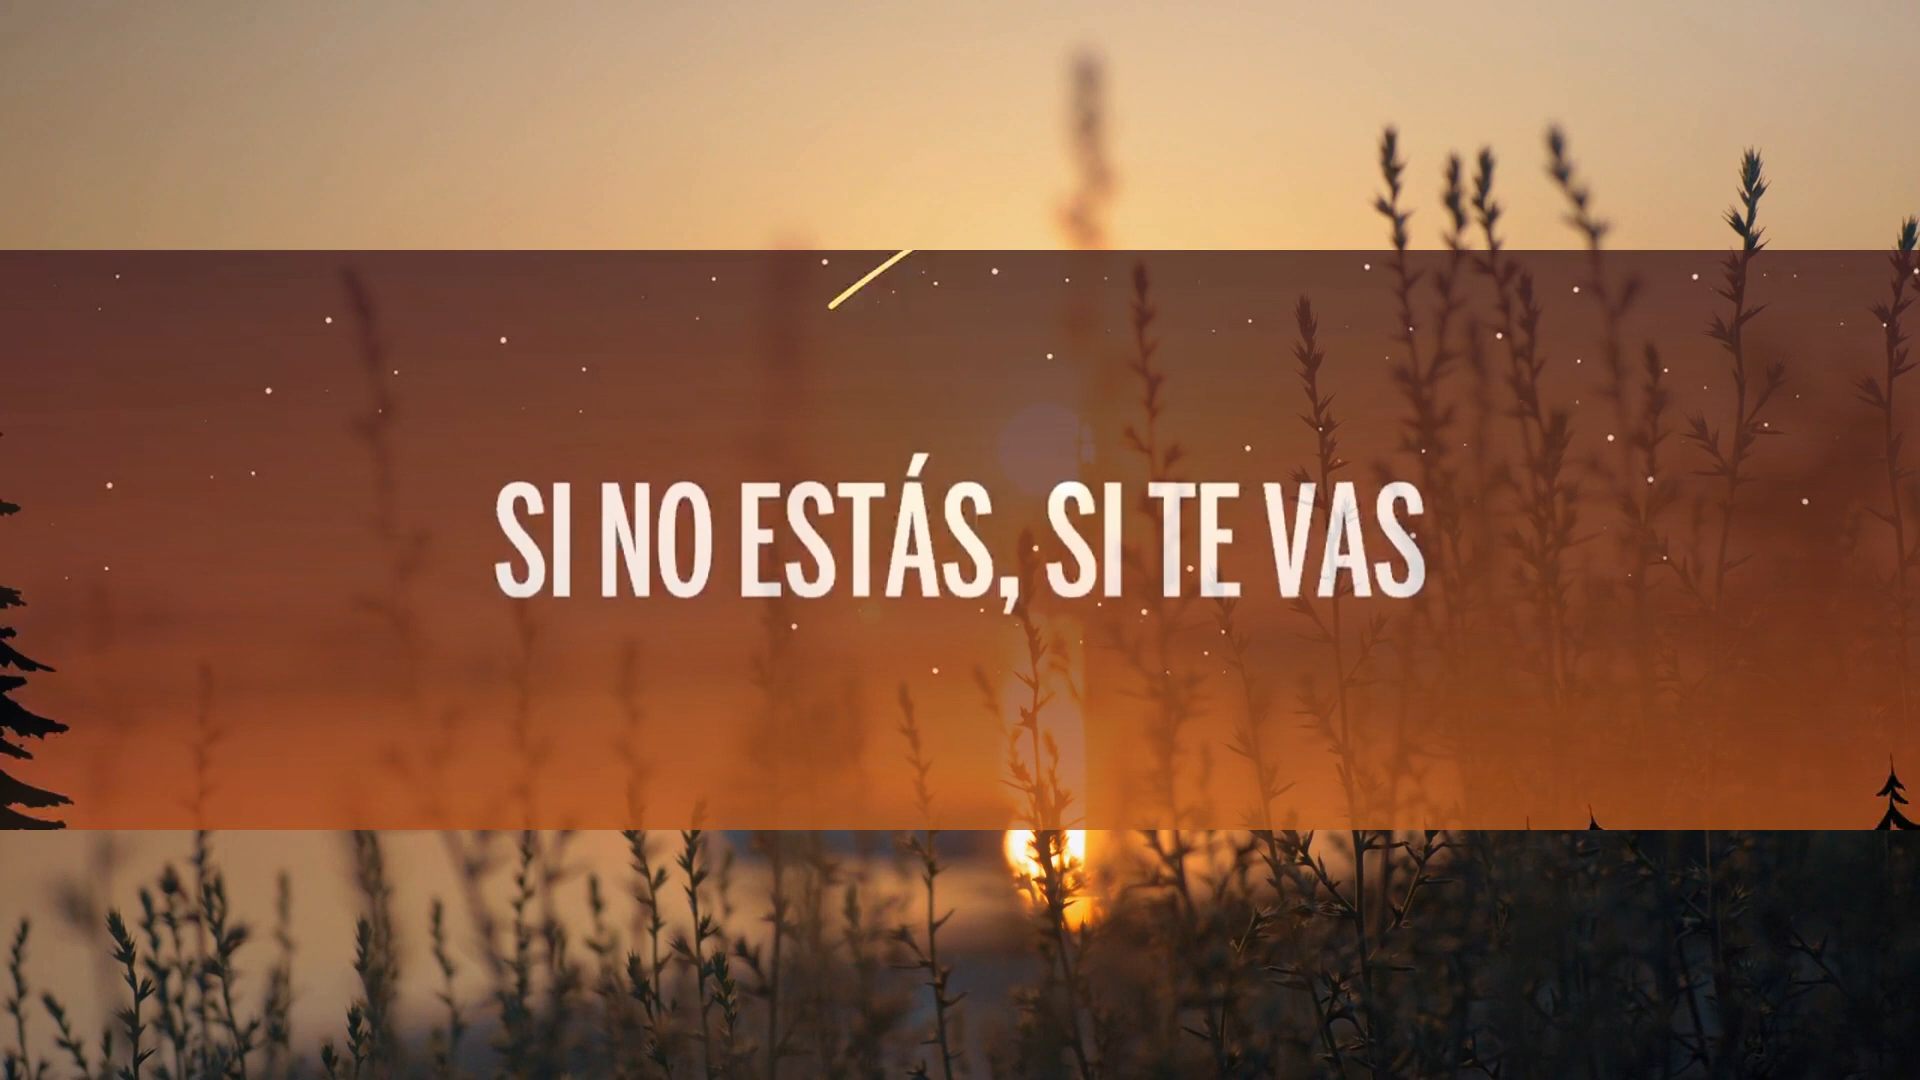 SI NO ESTÁS, SI TE VAS